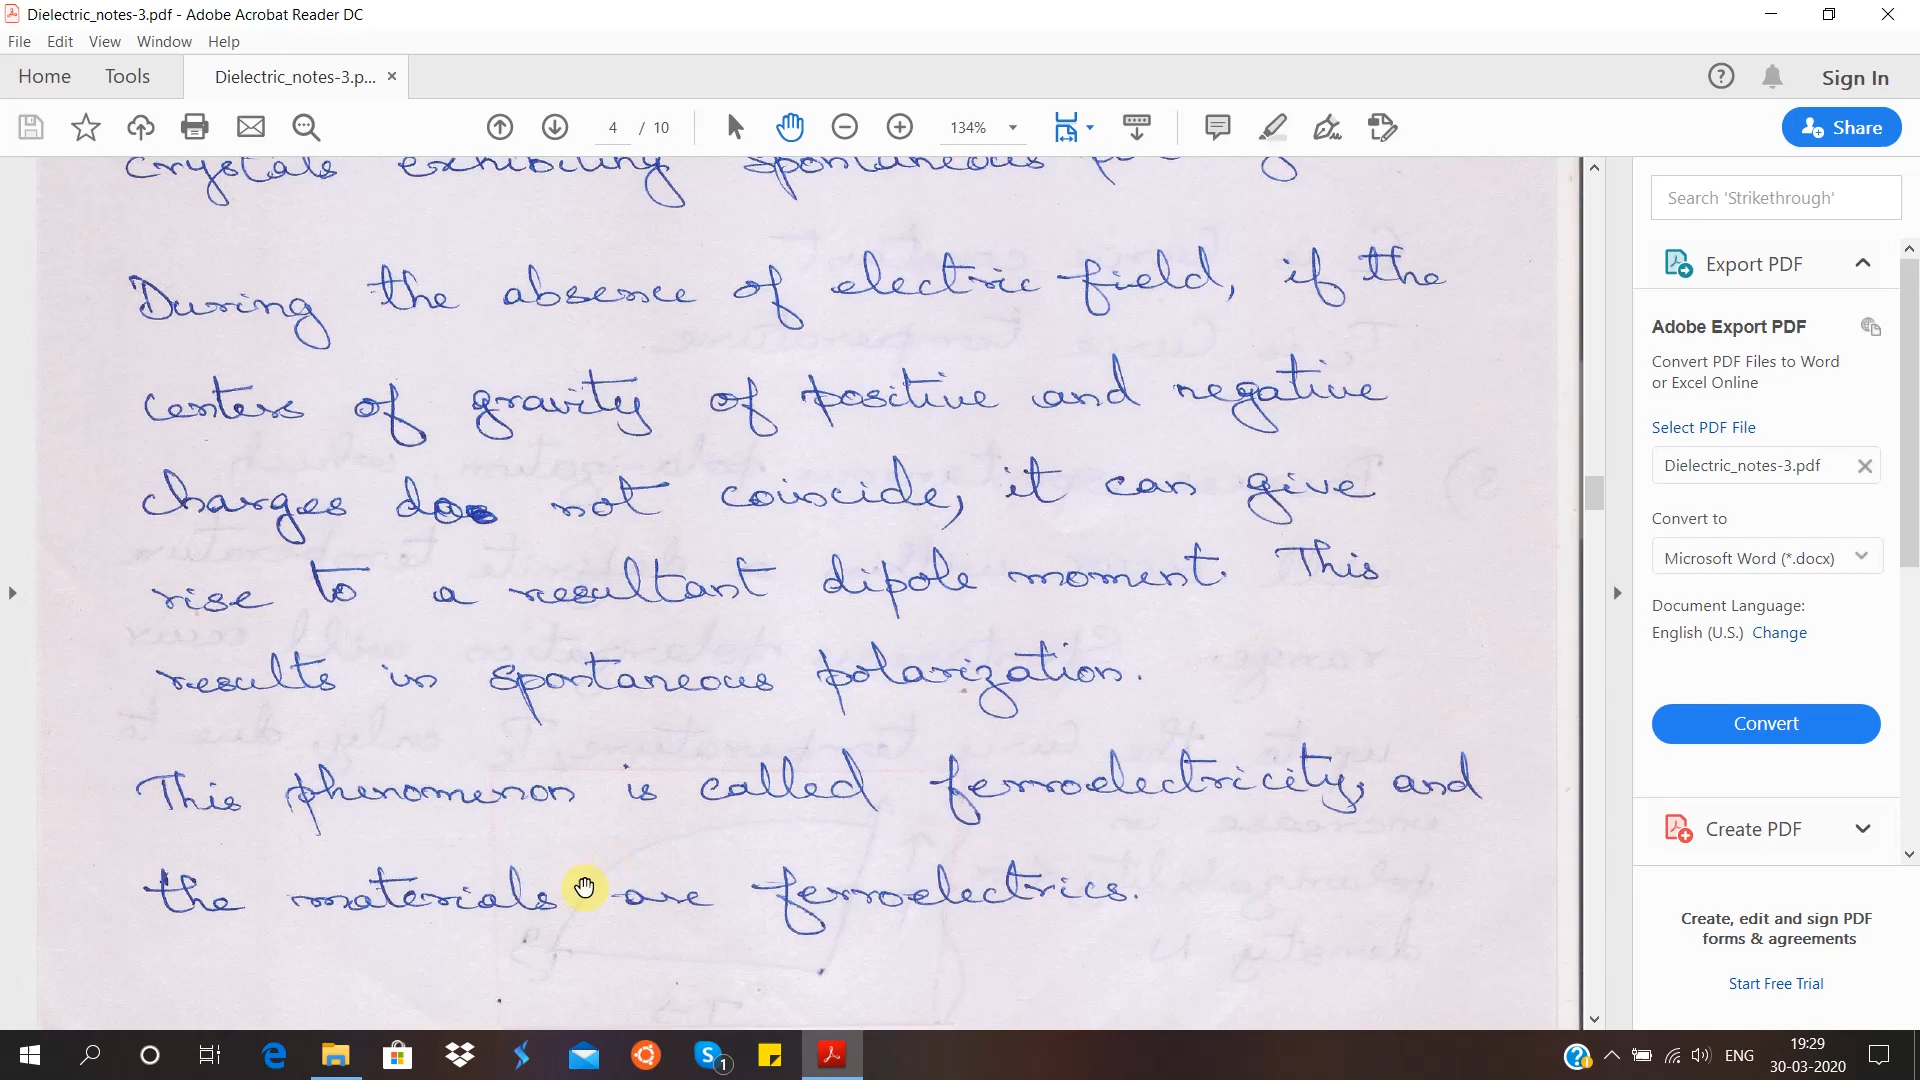 Dielectric_notes-3.pdf - Adobe Acrobat Reader DC
File Edit View Window Help
Home Tools Dielectric_notes-3.p... × Sign In
4 / 10 134% Share
Crystals exhibiting spontaneous
During the absence of electric field, if the
centers of gravity of positive and negative
charges do not coincide, it can give
rise to a resultant dipole moment. This
results in spontaneous polarization.
This phenomenon is called ferroelectricity, and
the materials are ferroelectrics.
Search 'Strikethrough'
Export PDF
Adobe Export PDF
Convert PDF Files to Word
or Excel Online
Select PDF File
Dielectric_notes-3.pdf
Convert to
Microsoft Word (*.docx)
Document Language:
English (U.S.) Change
Convert
Create PDF
Create, edit and sign PDF
forms & agreements
Start Free Trial
1 ENG 19:29
30-03-2020